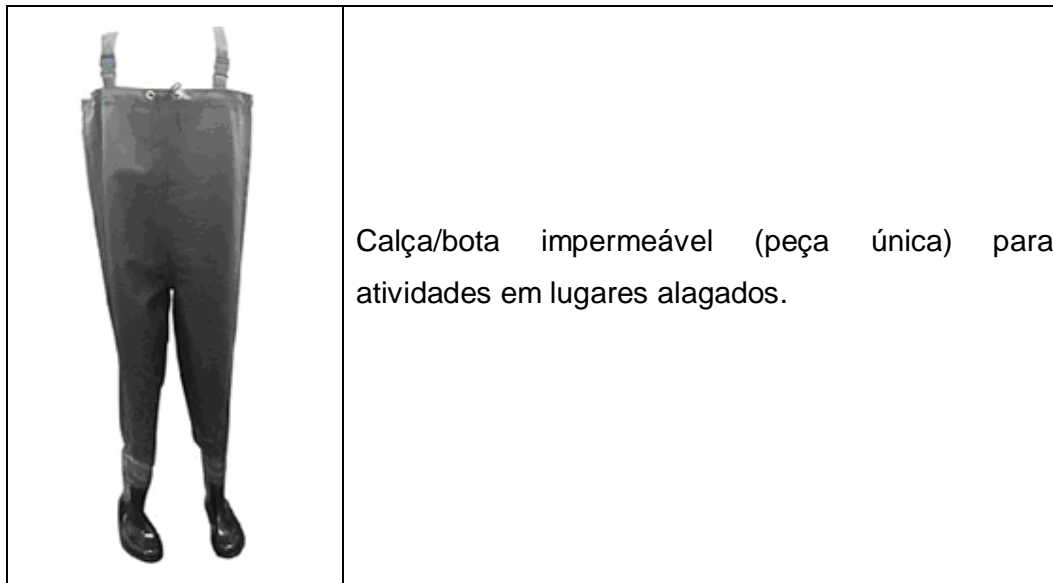 Calça/bota impermeável (peça única) para
atividades em lugares alagados.